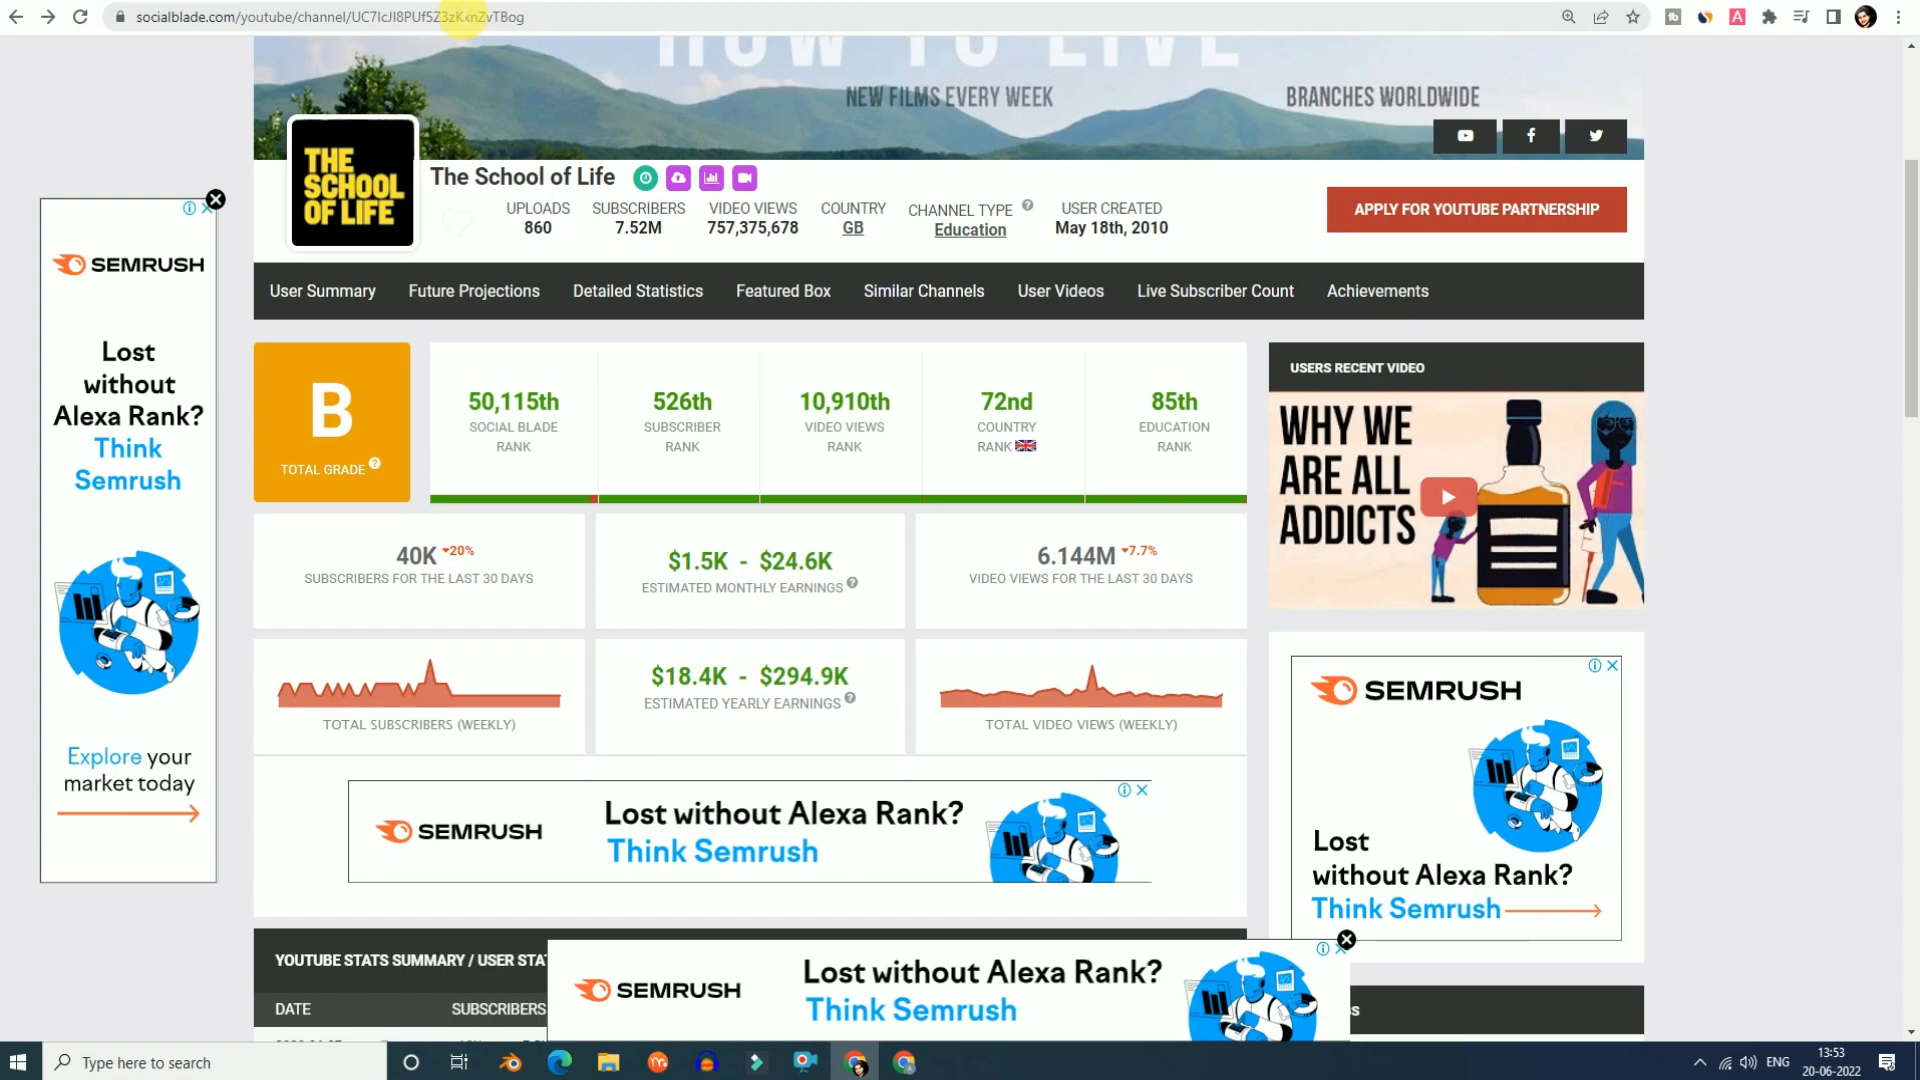 socialblade.com/youtube/channel/UC7IcJI8PUf5Z3zKxnZvTBog
HOW TO LIVE
NEW FILMS EVERY WEEK
BRANCHES WORLDWIDE
THE
SCHOOL
OF LIFE
The School of Life
UPLOADS
860
SUBSCRIBERS
7.52M
VIDEO VIEWS
757,375,678
COUNTRY
GB
CHANNEL TYPE
Education
USER CREATED
May 18th, 2010
APPLY FOR YOUTUBE PARTNERSHIP
User Summary
Future Projections
Detailed Statistics
Featured Box
Similar Channels
User Videos
Live Subscriber Count
Achievements
SEMRUSH
Lost
without
Alexa Rank?
Think
Semrush
Explore your
market today
B
TOTAL GRADE
50,115th
SOCIAL BLADE
RANK
526th
SUBSCRIBER
RANK
10,910th
VIDEO VIEWS
RANK
72nd
COUNTRY
RANK
85th
EDUCATION
RANK
USERS RECENT VIDEO
WHY WE
ARE ALL
ADDICTS
40K 20%
SUBSCRIBERS FOR THE LAST 30 DAYS
$1.5K - $24.6K
ESTIMATED MONTHLY EARNINGS
6.144M 7.7%
VIDEO VIEWS FOR THE LAST 30 DAYS
TOTAL SUBSCRIBERS (WEEKLY)
$18.4K - $294.9K
ESTIMATED YEARLY EARNINGS
TOTAL VIDEO VIEWS (WEEKLY)
SEMRUSH
Lost without Alexa Rank?
Think Semrush
SEMRUSH
Lost
without Alexa Rank?
Think Semrush
YOUTUBE STATS SUMMARY / USER STA
DATE
SUBSCRIBERS
SEMRUSH
Lost without Alexa Rank?
Think Semrush
Type here to search
ENG
13:53
20-06-2022